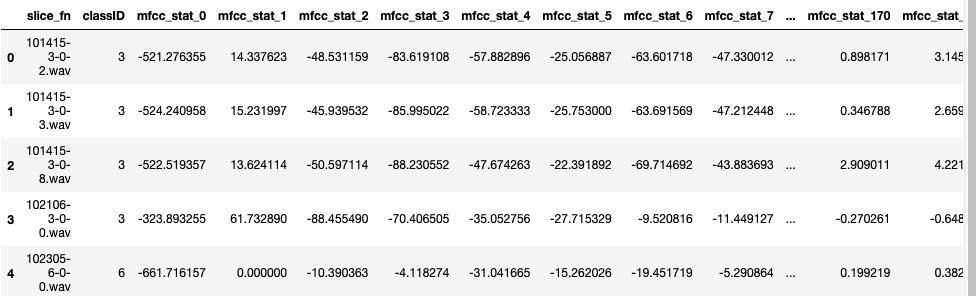 slice_fn classID mfcc_stat_0 mfcc_stat_1 mfcc_stat_2 mfcc_stat_3 mfcc_stat_4 mfcc_stat_5 mfcc_stat_6 mfcc_stat_7 ... mfcc_stat_170 mfcc_stat_
0 101415-3-0-2.wav 3 -521.276355 14.337623 -48.531159 -83.619108 -57.882896 -25.056887 -63.601718 -47.330012 ... 0.898171 3.145
1 101415-3-0-3.wav 3 -524.240958 15.231997 -45.939532 -85.995022 -58.723333 -25.753000 -63.691569 -47.212448 ... 0.346788 2.659
2 101415-3-0-8.wav 3 -522.519357 13.624114 -50.597114 -88.230552 -47.674263 -22.391892 -69.714692 -43.883693 ... 2.909011 4.221
3 102106-3-0-0.wav 3 -323.893255 61.732890 -88.455490 -70.406505 -35.052756 -27.715329 -9.520816 -11.449127 ... -0.270261 -0.648
4 102305-6-0-0.wav 6 -661.716157 0.000000 -10.390363 -4.118274 -31.041665 -15.262026 -19.451719 -5.290864 ... 0.199219 0.382